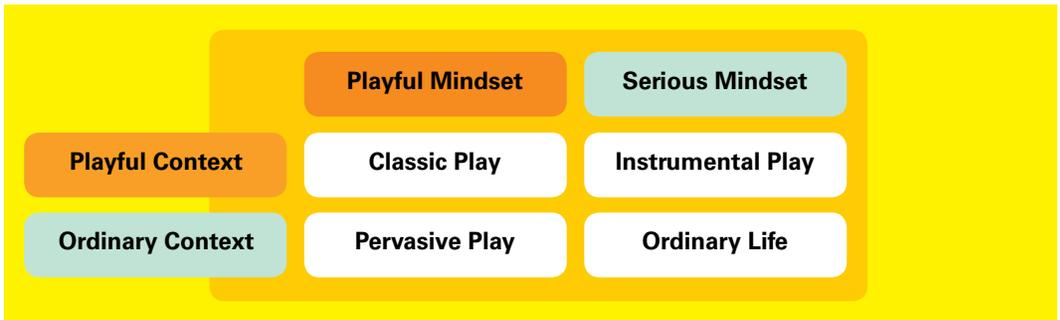 Playful Mindset Serious Mindset
Playful Context Classic Play Instrumental Play
Ordinary Context Pervasive Play Ordinary Life